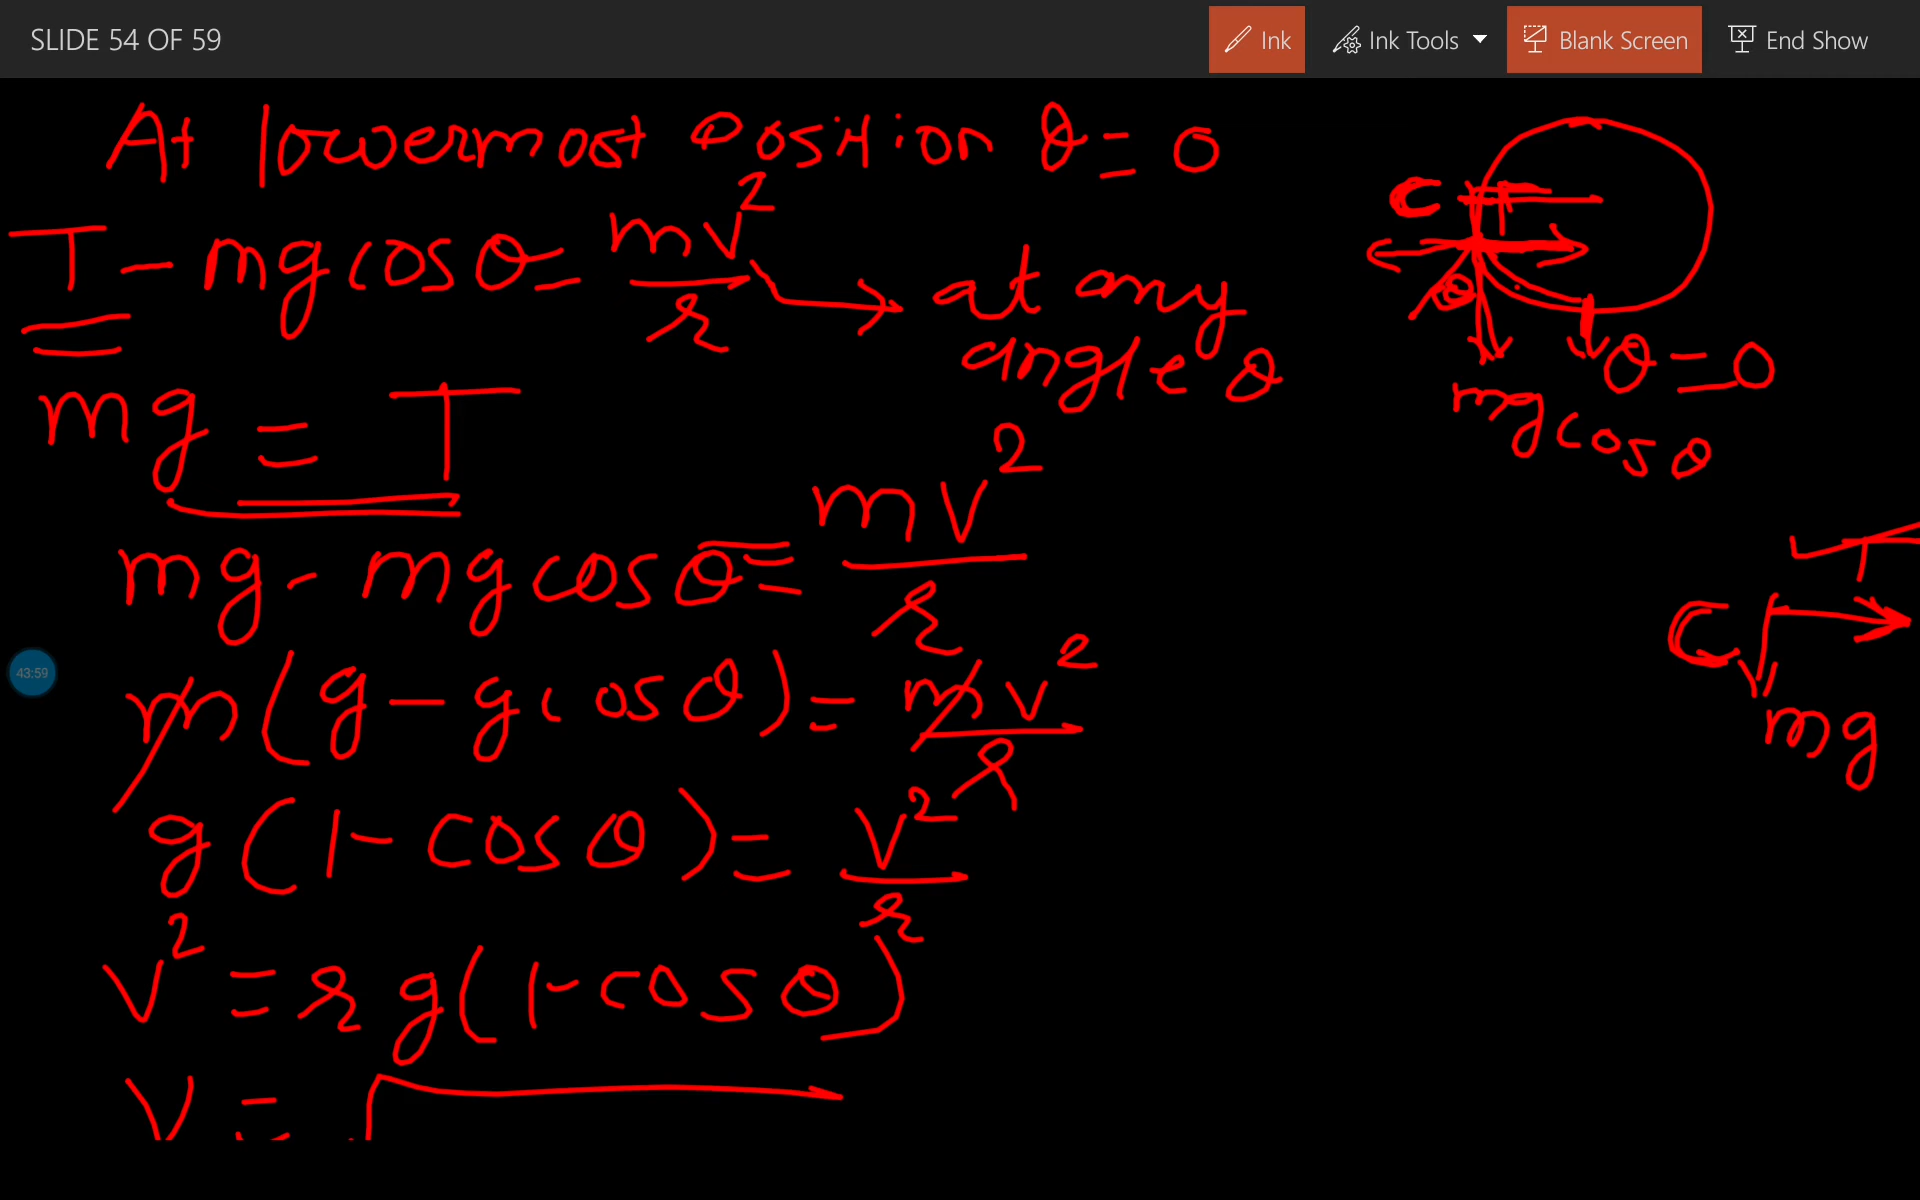 SLIDE 54 OF 59 Ink Ink Tools Blank Screen End Show
At lowermost position θ = 0
T - mg cos θ = mv²/r → at any angle θ
mg = T
mg - mg cos θ = mv²/r
m(g - g cos θ) = mv²/r
g(1 - cos θ) = v²/r
v² = rg(1 - cos θ)
v = √
C T
θ
θ = 0
mg cos θ
T
C
mg
43:59